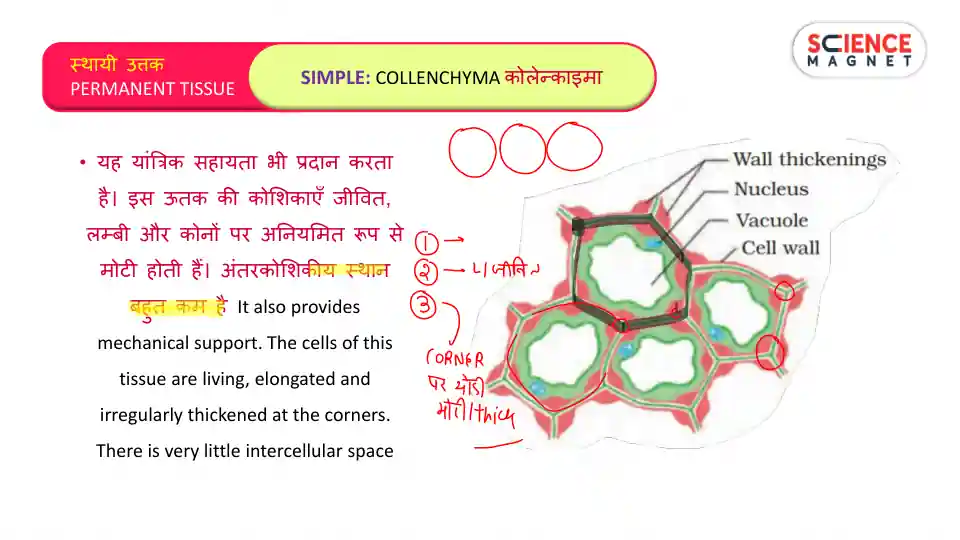 स्थायी उत्तक
PERMANENT TISSUE
SIMPLE: COLLENCHYMA कोलेन्काइमा
SCIENCE
MAGNET
• यह यांत्रिक सहायता भी प्रदान करता
है। इस ऊतक की कोशिकाएँ जीवित,
लम्बी और कोनों पर अनियमित रूप से
मोटी होती हैं। अंतरकोशिकीय स्थान
बहुत कम है It also provides
mechanical support. The cells of this
tissue are living, elongated and
irregularly thickened at the corners.
There is very little intercellular space
Wall thickenings
Nucleus
Vacuole
Cell wall
1
2
3
CORNER
पर थोड़ी
मोटी/thick